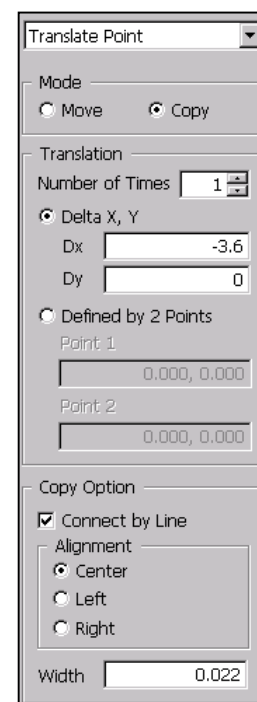 Translate Point
Mode
Move Copy
Translation
Number of Times 1
Delta X, Y
Dx -3.6
Dy 0
Defined by 2 Points
Point 1
0.000, 0.000
Point 2
0.000, 0.000
Copy Option
Connect by Line
Alignment
Center
Left
Right
Width 0.022